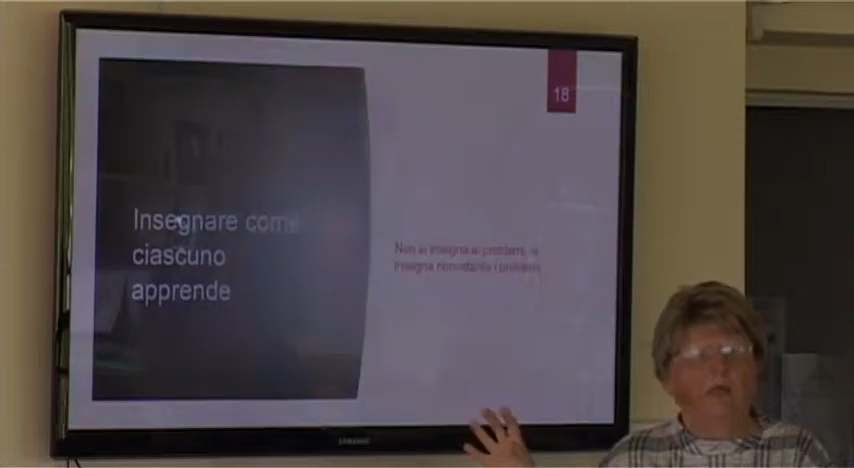 18
Insegnare come
ciascuno
apprende
Non si insegna ai problemi, si
insegna nonostante i problemi
SAMSUNG